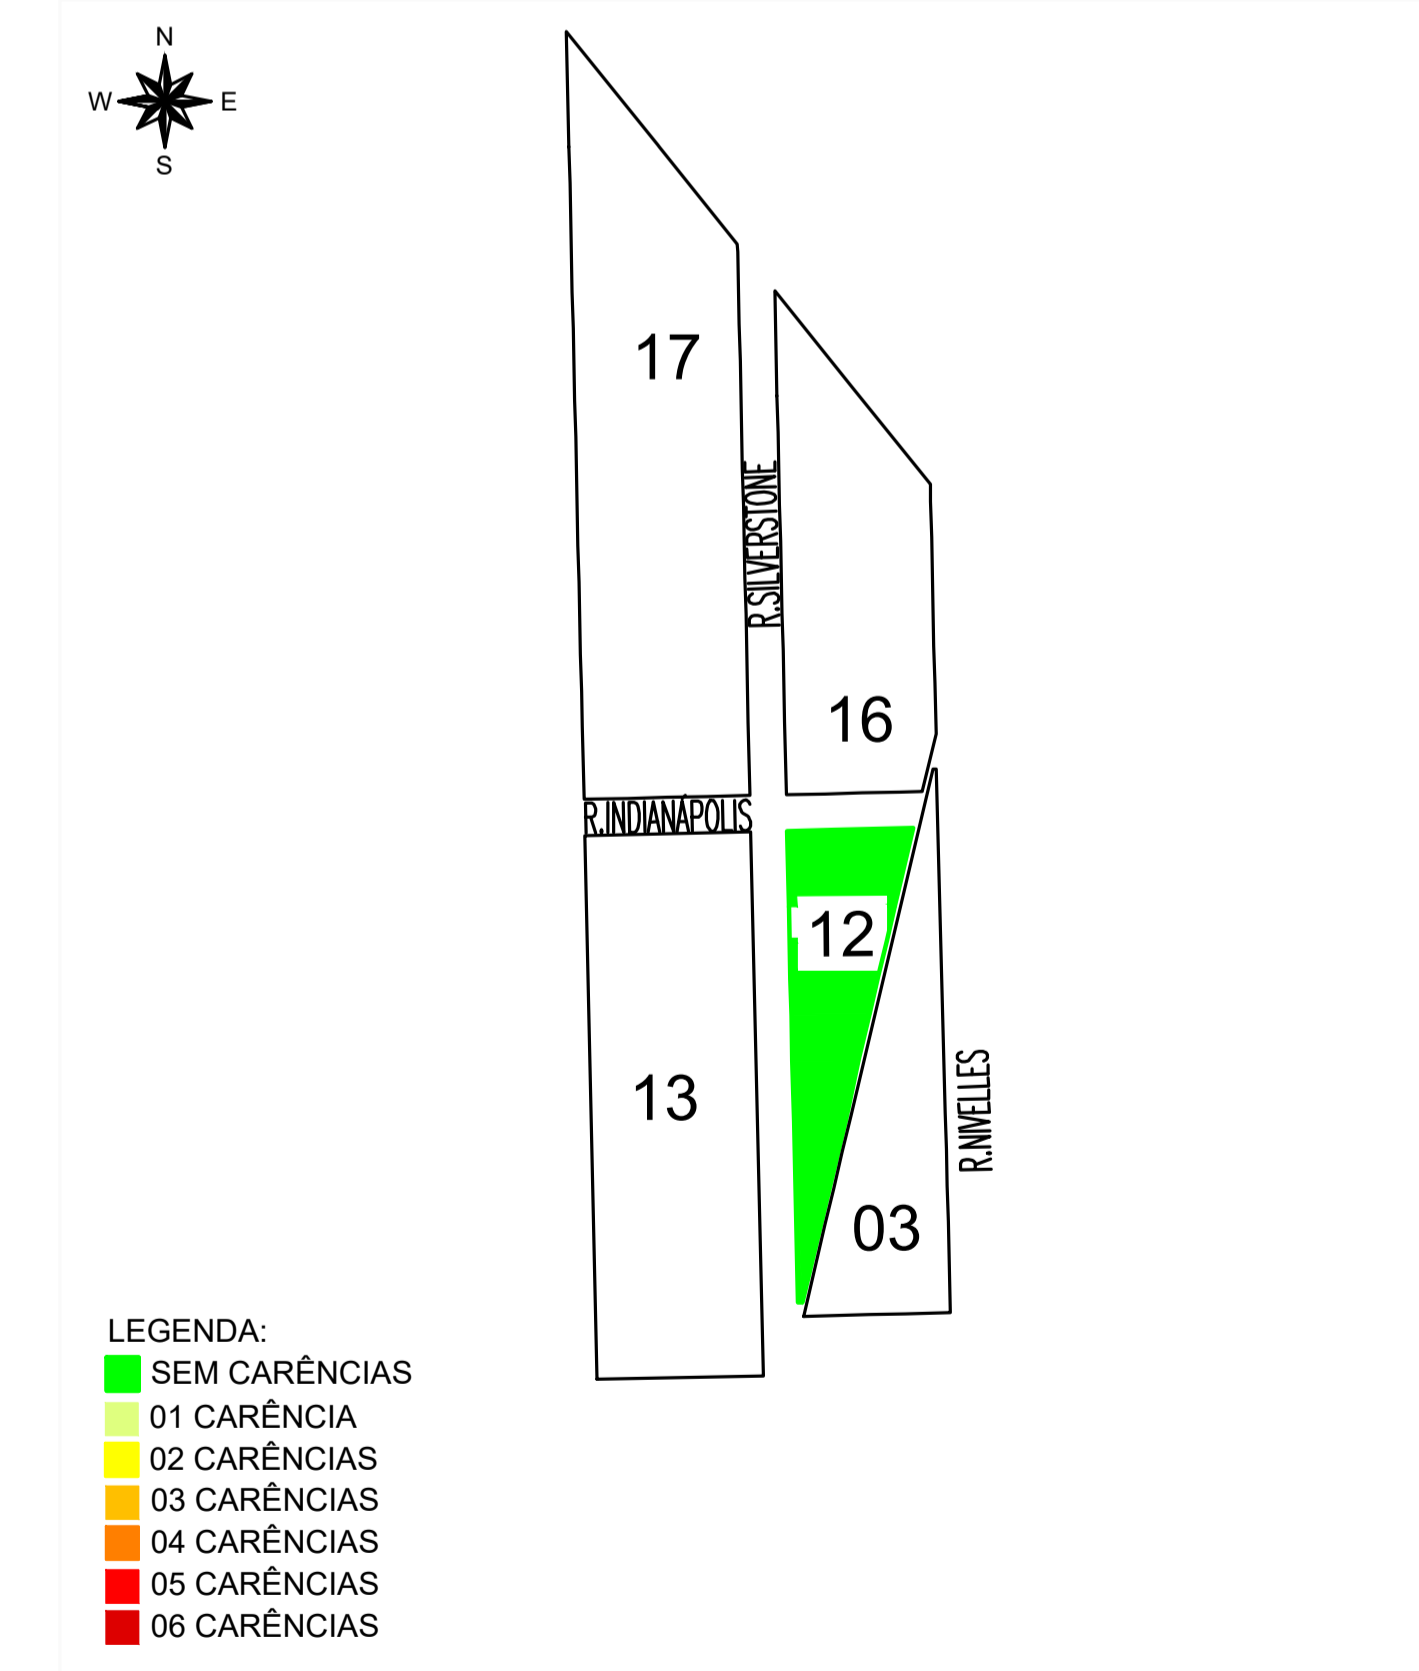 N
W E
S
17
R.SILVERSTONE
16
R.INDIANÁPOLIS
12
13
R.NIVELLES
03
LEGENDA:
SEM CARÊNCIAS
01 CARÊNCIA
02 CARÊNCIAS
03 CARÊNCIAS
04 CARÊNCIAS
05 CARÊNCIAS
06 CARÊNCIAS